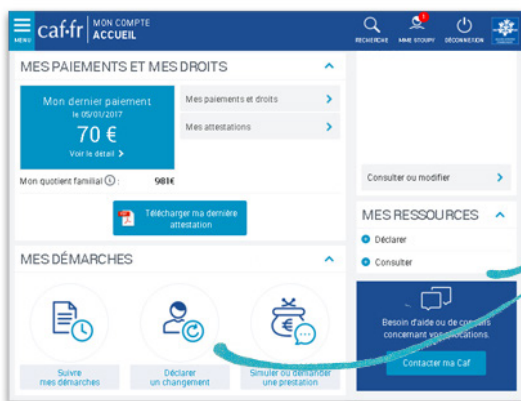 MENU
caf.fr
MON COMPTE
ACCUEIL
RECHERCHE
1
MME STOUPY
DÉCONNEXION
MES PAIEMENTS ET MES DROITS
Mon dernier paiement
le 05/01/2017
70 €
Voir le détail
Mes paiements et droits
Mes attestations
Mon quotient familial i :
981€
Télécharger ma dernière
attestation
Consulter ou modifier
MES RESSOURCES
Déclarer
Consulter
MES DÉMARCHES
Suivre
mes démarches
Déclarer
un changement
Simuler ou demander
une prestation
Besoin d'aide ou de conseils
concernant vos allocations.
Contacter ma Caf